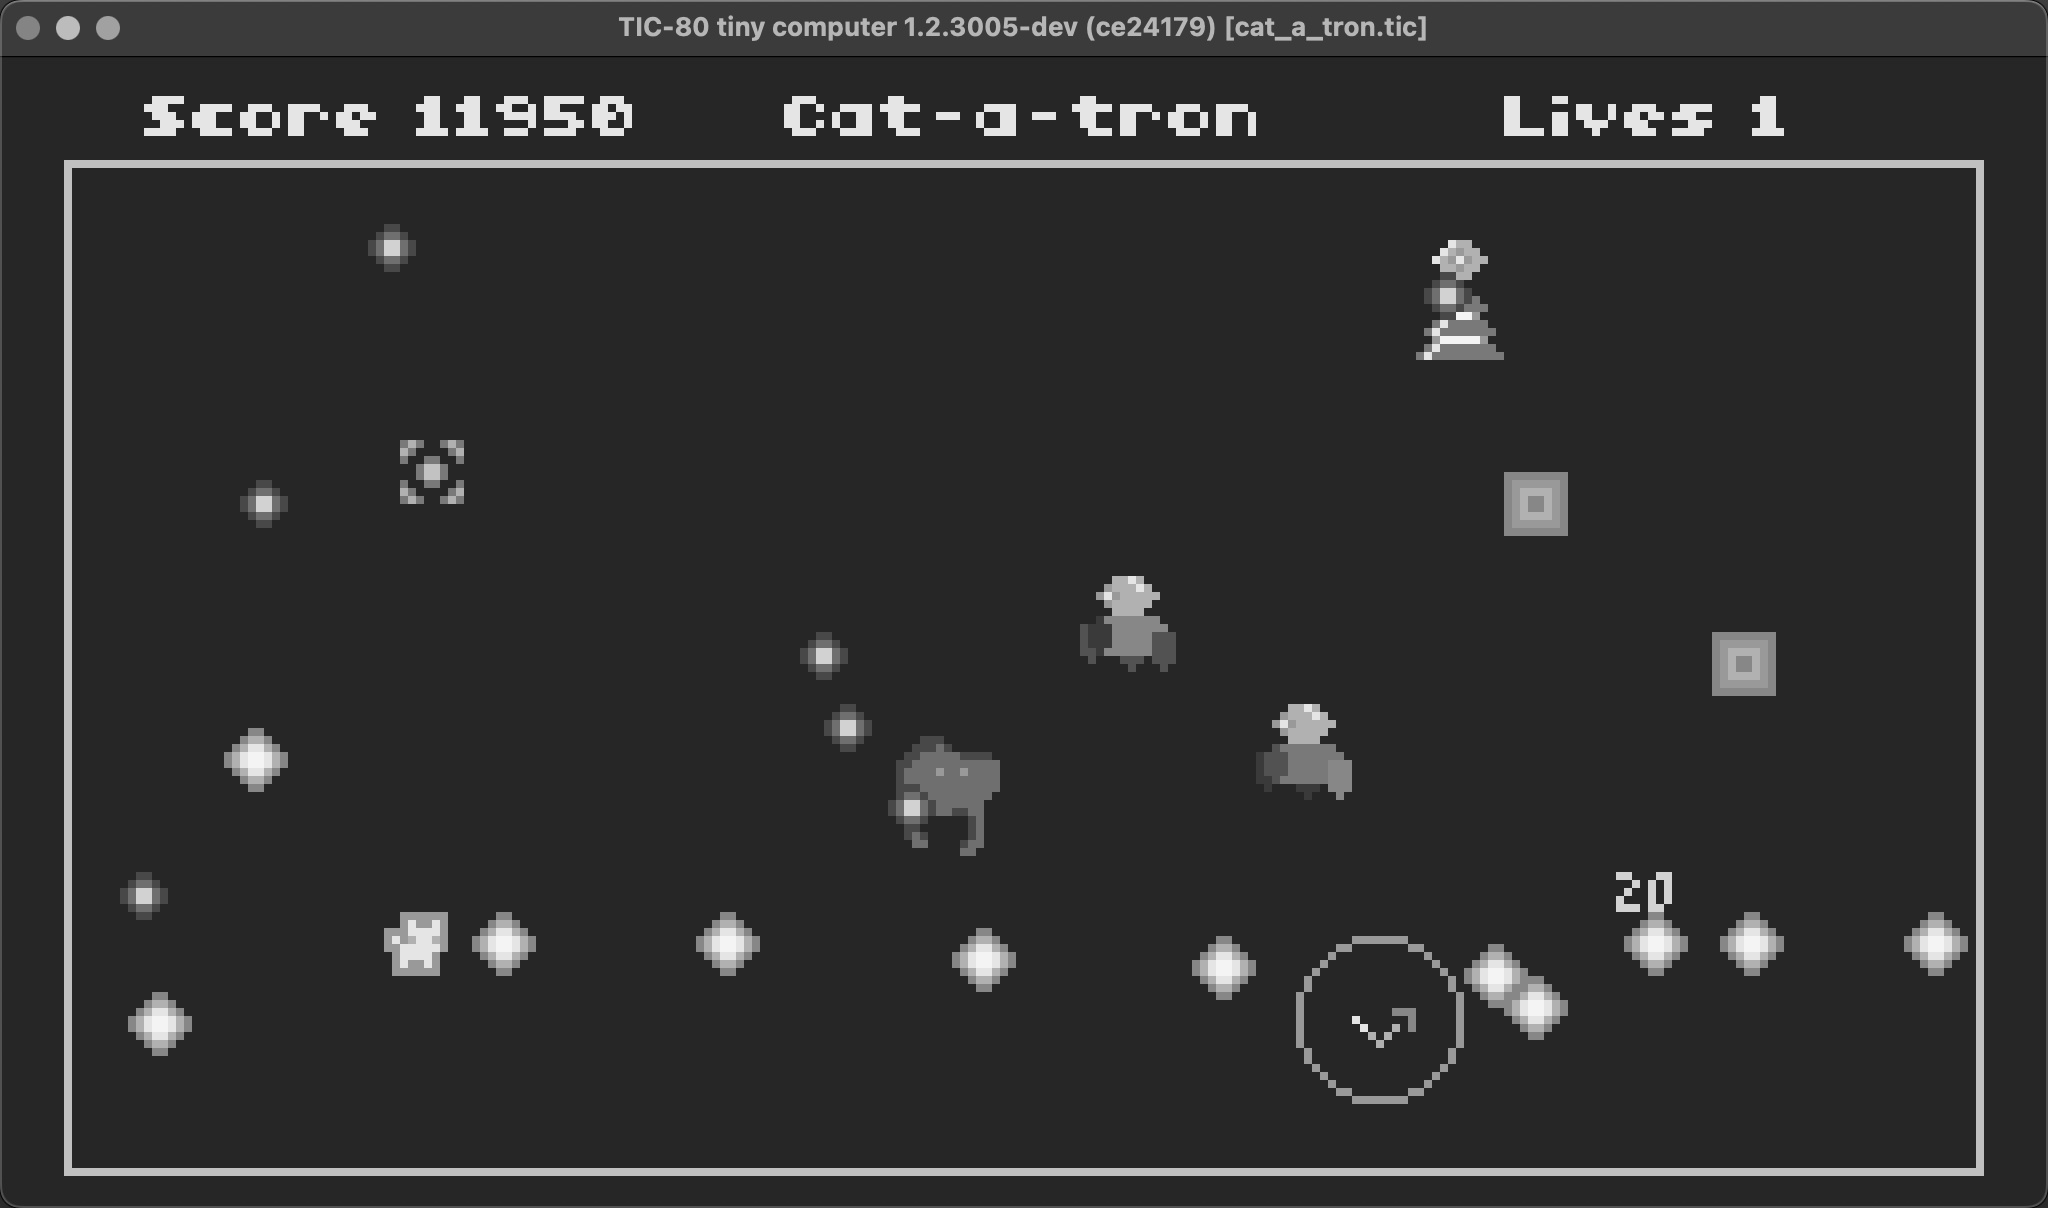 TIC-80 tiny computer 1.2.3005-dev (ce24179) [cat_a_tron.tic]
Score 11950 Cat-a-tron Lives 1
20